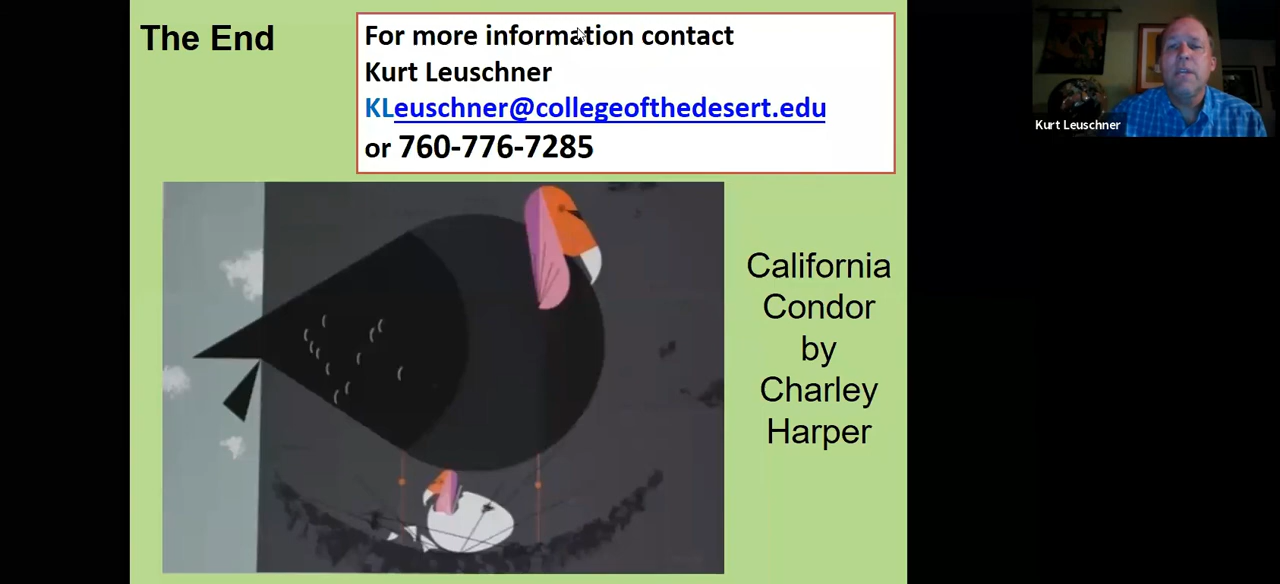 The End
For more information contact
Kurt Leuschner
KLeuschner@collegeofthedesert.edu
or 760-776-7285
California
Condor
by
Charley
Harper
Kurt Leuschner